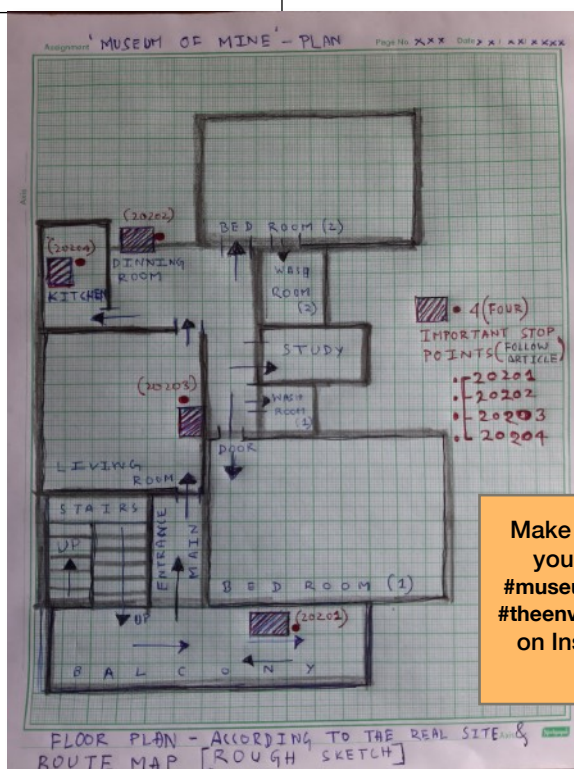 Assignment 'MUSEUM OF MINE' - PLAN Page No. XXX Date
Axis
(20202)
BED ROOM (2)
(20204)
DINNING
ROOM
KITCHEN
WASH
ROOM
(2)
4(FOUR)
IMPORTANT STOP
POINTS (FOLLOW
ARTICLE)
20201
20202
20203
20204
STUDY
(20203)
WASH
ROOM
(1)
DOOR
LIVING
ROOM
STAIRS
UP
ENTRANCE
MAIN
UP
BED ROOM (1)
(20201)
BALCONY
Make
you
#museu
#theenv
on Ins
FLOOR PLAN - ACCORDING TO THE REAL SITE &
ROUTE MAP [ROUGH SKETCH]